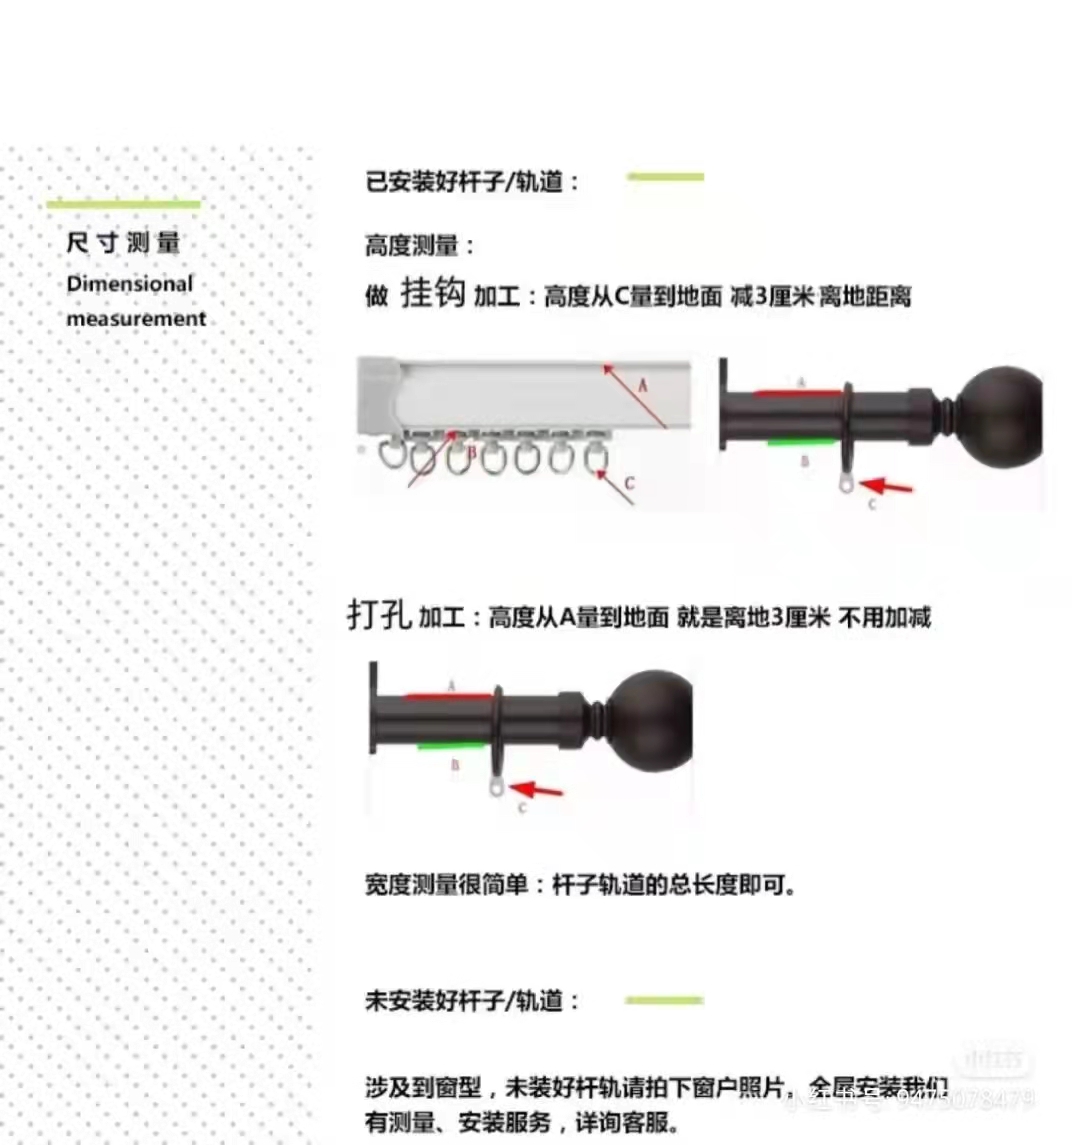 已安装好杆子/轨道：
尺寸测量
Dimensional
measurement
高度测量：
做 挂钩 加工：高度从C量到地面 减3厘米 离地距离
A
B
C
A
B
C
打孔 加工：高度从A量到地面 就是离地3厘米 不用加减
A
B
C
宽度测量很简单：杆子轨道的总长度即可。
未安装好杆子/轨道：
涉及到窗型，未装好杆轨请拍下窗户照片。全屋安装我们
有测量、安装服务，详询客服。
小红书
小红书号 9475078479